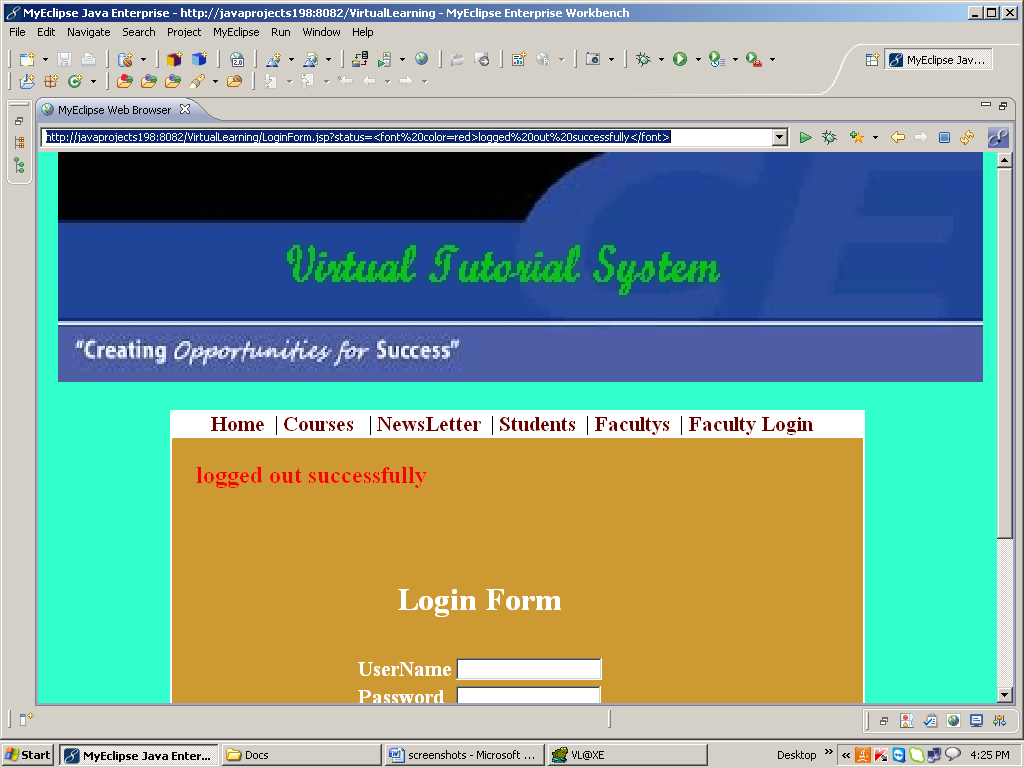 MyEclipse Java Enterprise - http://javaprojects198:8082/VirtualLearning - MyEclipse Enterprise Workbench
File Edit Navigate Search Project MyEclipse Run Window Help
2.0
MyEclipse Jav...
MyEclipse Web Browser
http://javaprojects198:8082/VirtualLearning/LoginForm.jsp?status=<font%20color=red>logged%20out%20successfully</font>
CE
Virtual Tutorial System
"Creating Opportunities for Success"
Home | Courses | NewsLetter | Students | Facultys | Faculty Login
logged out successfully
Login Form
UserName
Password
Start MyEclipse Java Enter... Docs screenshots - Microsoft ... VL@XE Desktop » « 4:25 PM